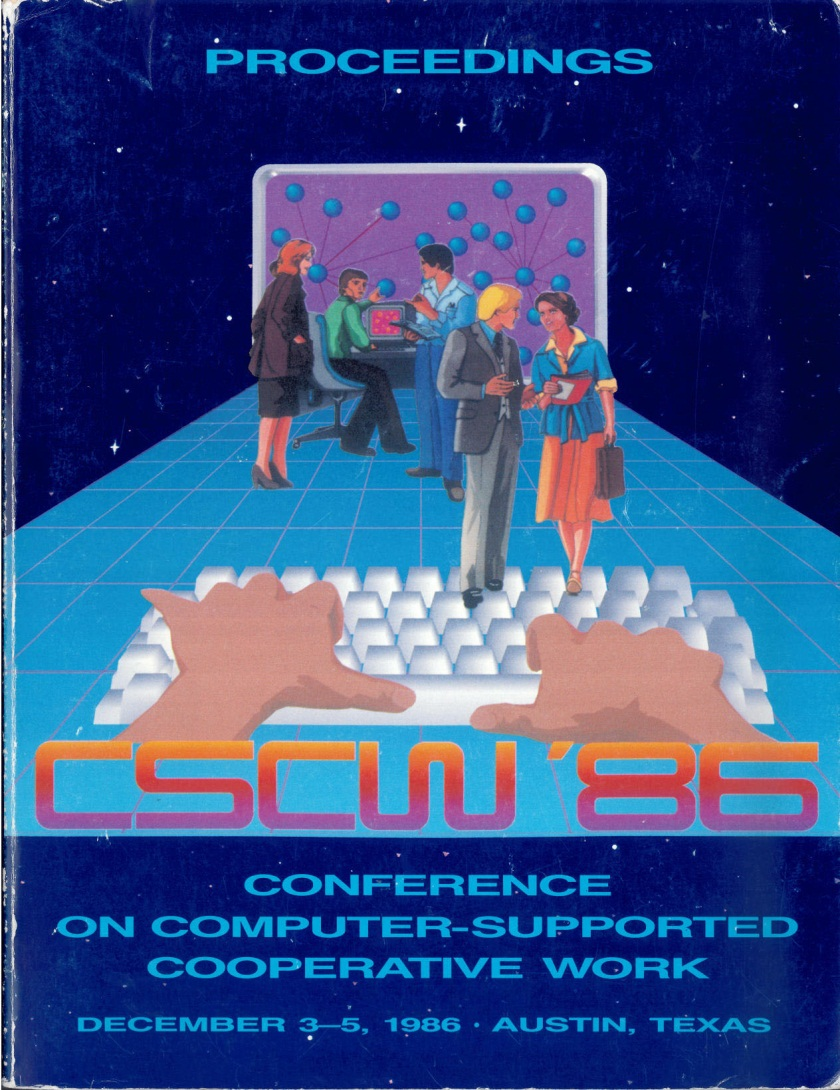 PROCEEDINGS
CSCW '86
CONFERENCE
ON COMPUTER-SUPPORTED
COOPERATIVE WORK
DECEMBER 3–5, 1986 · AUSTIN, TEXAS